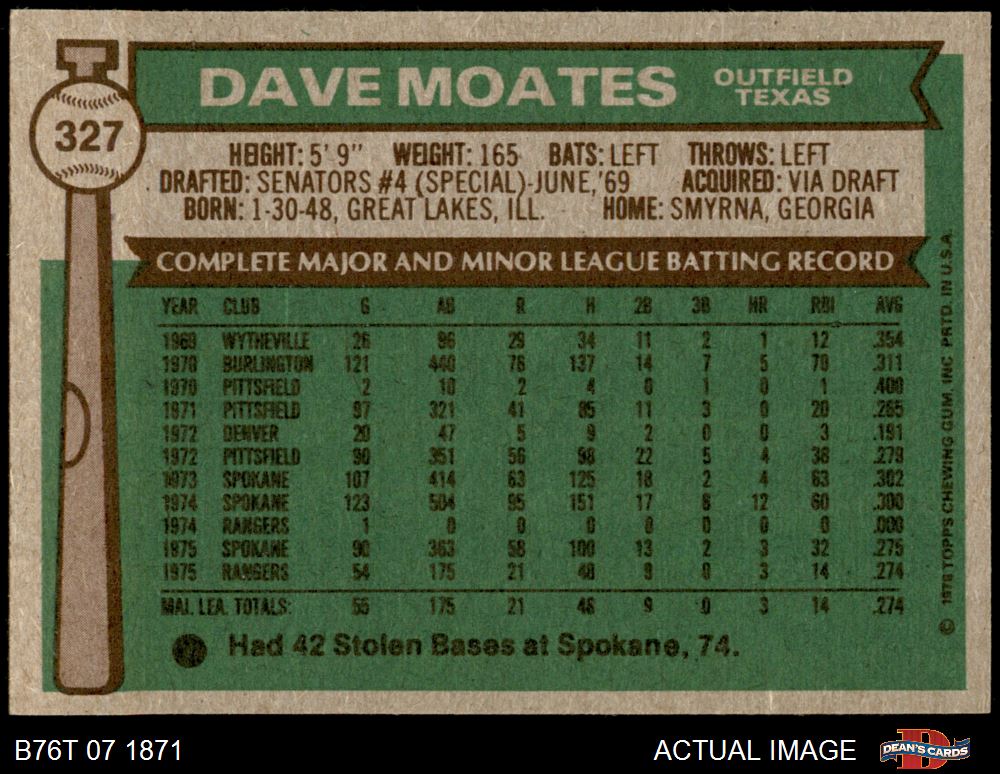 327
DAVE MOATES OUTFIELD TEXAS
HEIGHT: 5' 9" WEIGHT: 165 BATS: LEFT THROWS: LEFT
DRAFTED: SENATORS #4 (SPECIAL)-JUNE,'69 ACQUIRED: VIA DRAFT
BORN: 1-30-48, GREAT LAKES, ILL. HOME: SMYRNA, GEORGIA
COMPLETE MAJOR AND MINOR LEAGUE BATTING RECORD
YEAR CLUB G AB R H 2B 3B HR RBI AVG
1969 WYTHEVILLE 26 96 29 34 11 2 1 12 .354
1970 BURLINGTON 121 440 76 137 14 7 5 70 .311
1970 PITTSFIELD 2 10 2 4 0 1 0 1 .400
1971 PITTSFIELD 97 321 41 85 11 3 0 20 .265
1972 DENVER 20 47 5 9 2 0 0 3 .191
1972 PITTSFIELD 90 351 56 98 22 5 4 36 .279
1973 SPOKANE 107 414 63 125 18 2 4 63 .302
1974 SPOKANE 123 504 95 151 17 8 12 60 .300
1974 RANGERS 1 0 0 0 0 0 0 0 .000
1975 SPOKANE 90 363 58 100 13 2 3 32 .275
1975 RANGERS 54 175 21 48 9 0 3 14 .274
MAJ. LEA. TOTALS: 55 175 21 48 9 0 3 14 .274
Had 42 Stolen Bases at Spokane, 74.
© 1976 TOPPS CHEWING GUM, INC. PRTD. IN U.S.A.
B76T 07 1871 ACTUAL IMAGE DEAN'S CARDS